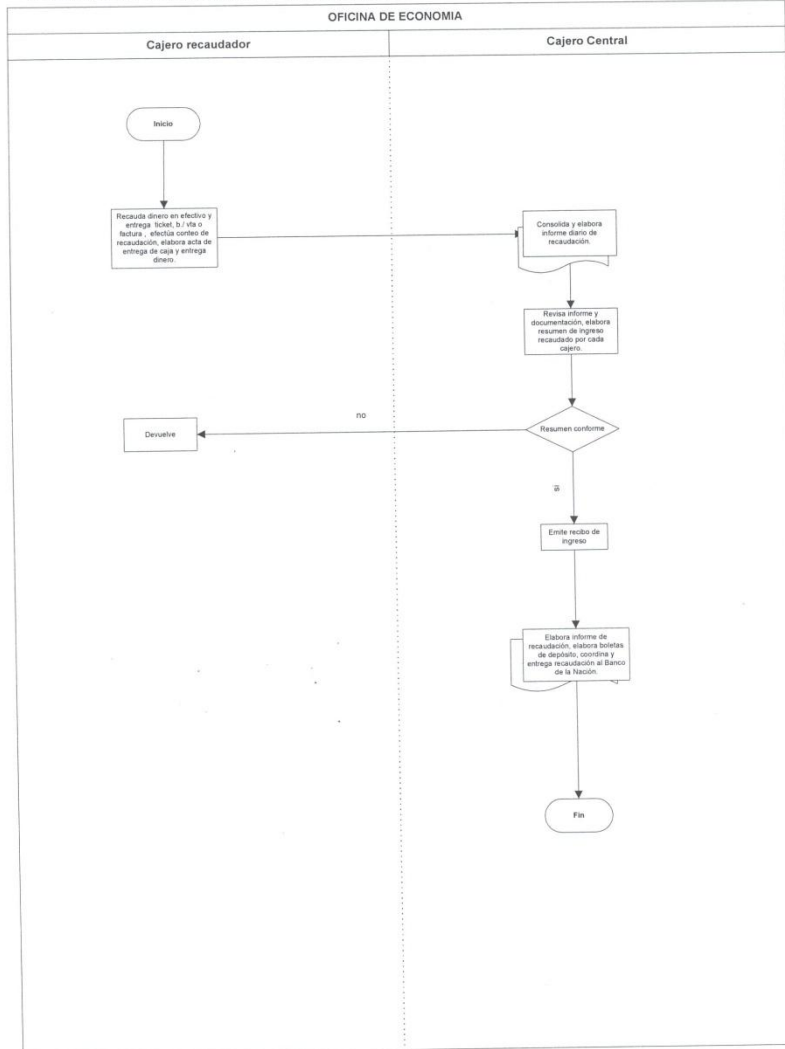 OFICINA DE ECONOMIA
Cajero recaudador
Cajero Central
Inicio
Recauda dinero en efectivo y
entrega ticket, b./ vta o
factura , efectúa conteo de
recaudación, elabora acta de
entrega de caja y entrega
dinero.
Consolida y elabora
informe diario de
recaudación.
Revisa informe y
documentación, elabora
resumen de ingreso
recaudado por cada
cajero.
Resumen conforme
no
Devuelve
si
Emite recibo de
ingreso
Elabora informe de
recaudación, elabora boletas
de depósito, coordina y
entrega recaudación al Banco
de la Nación.
Fin